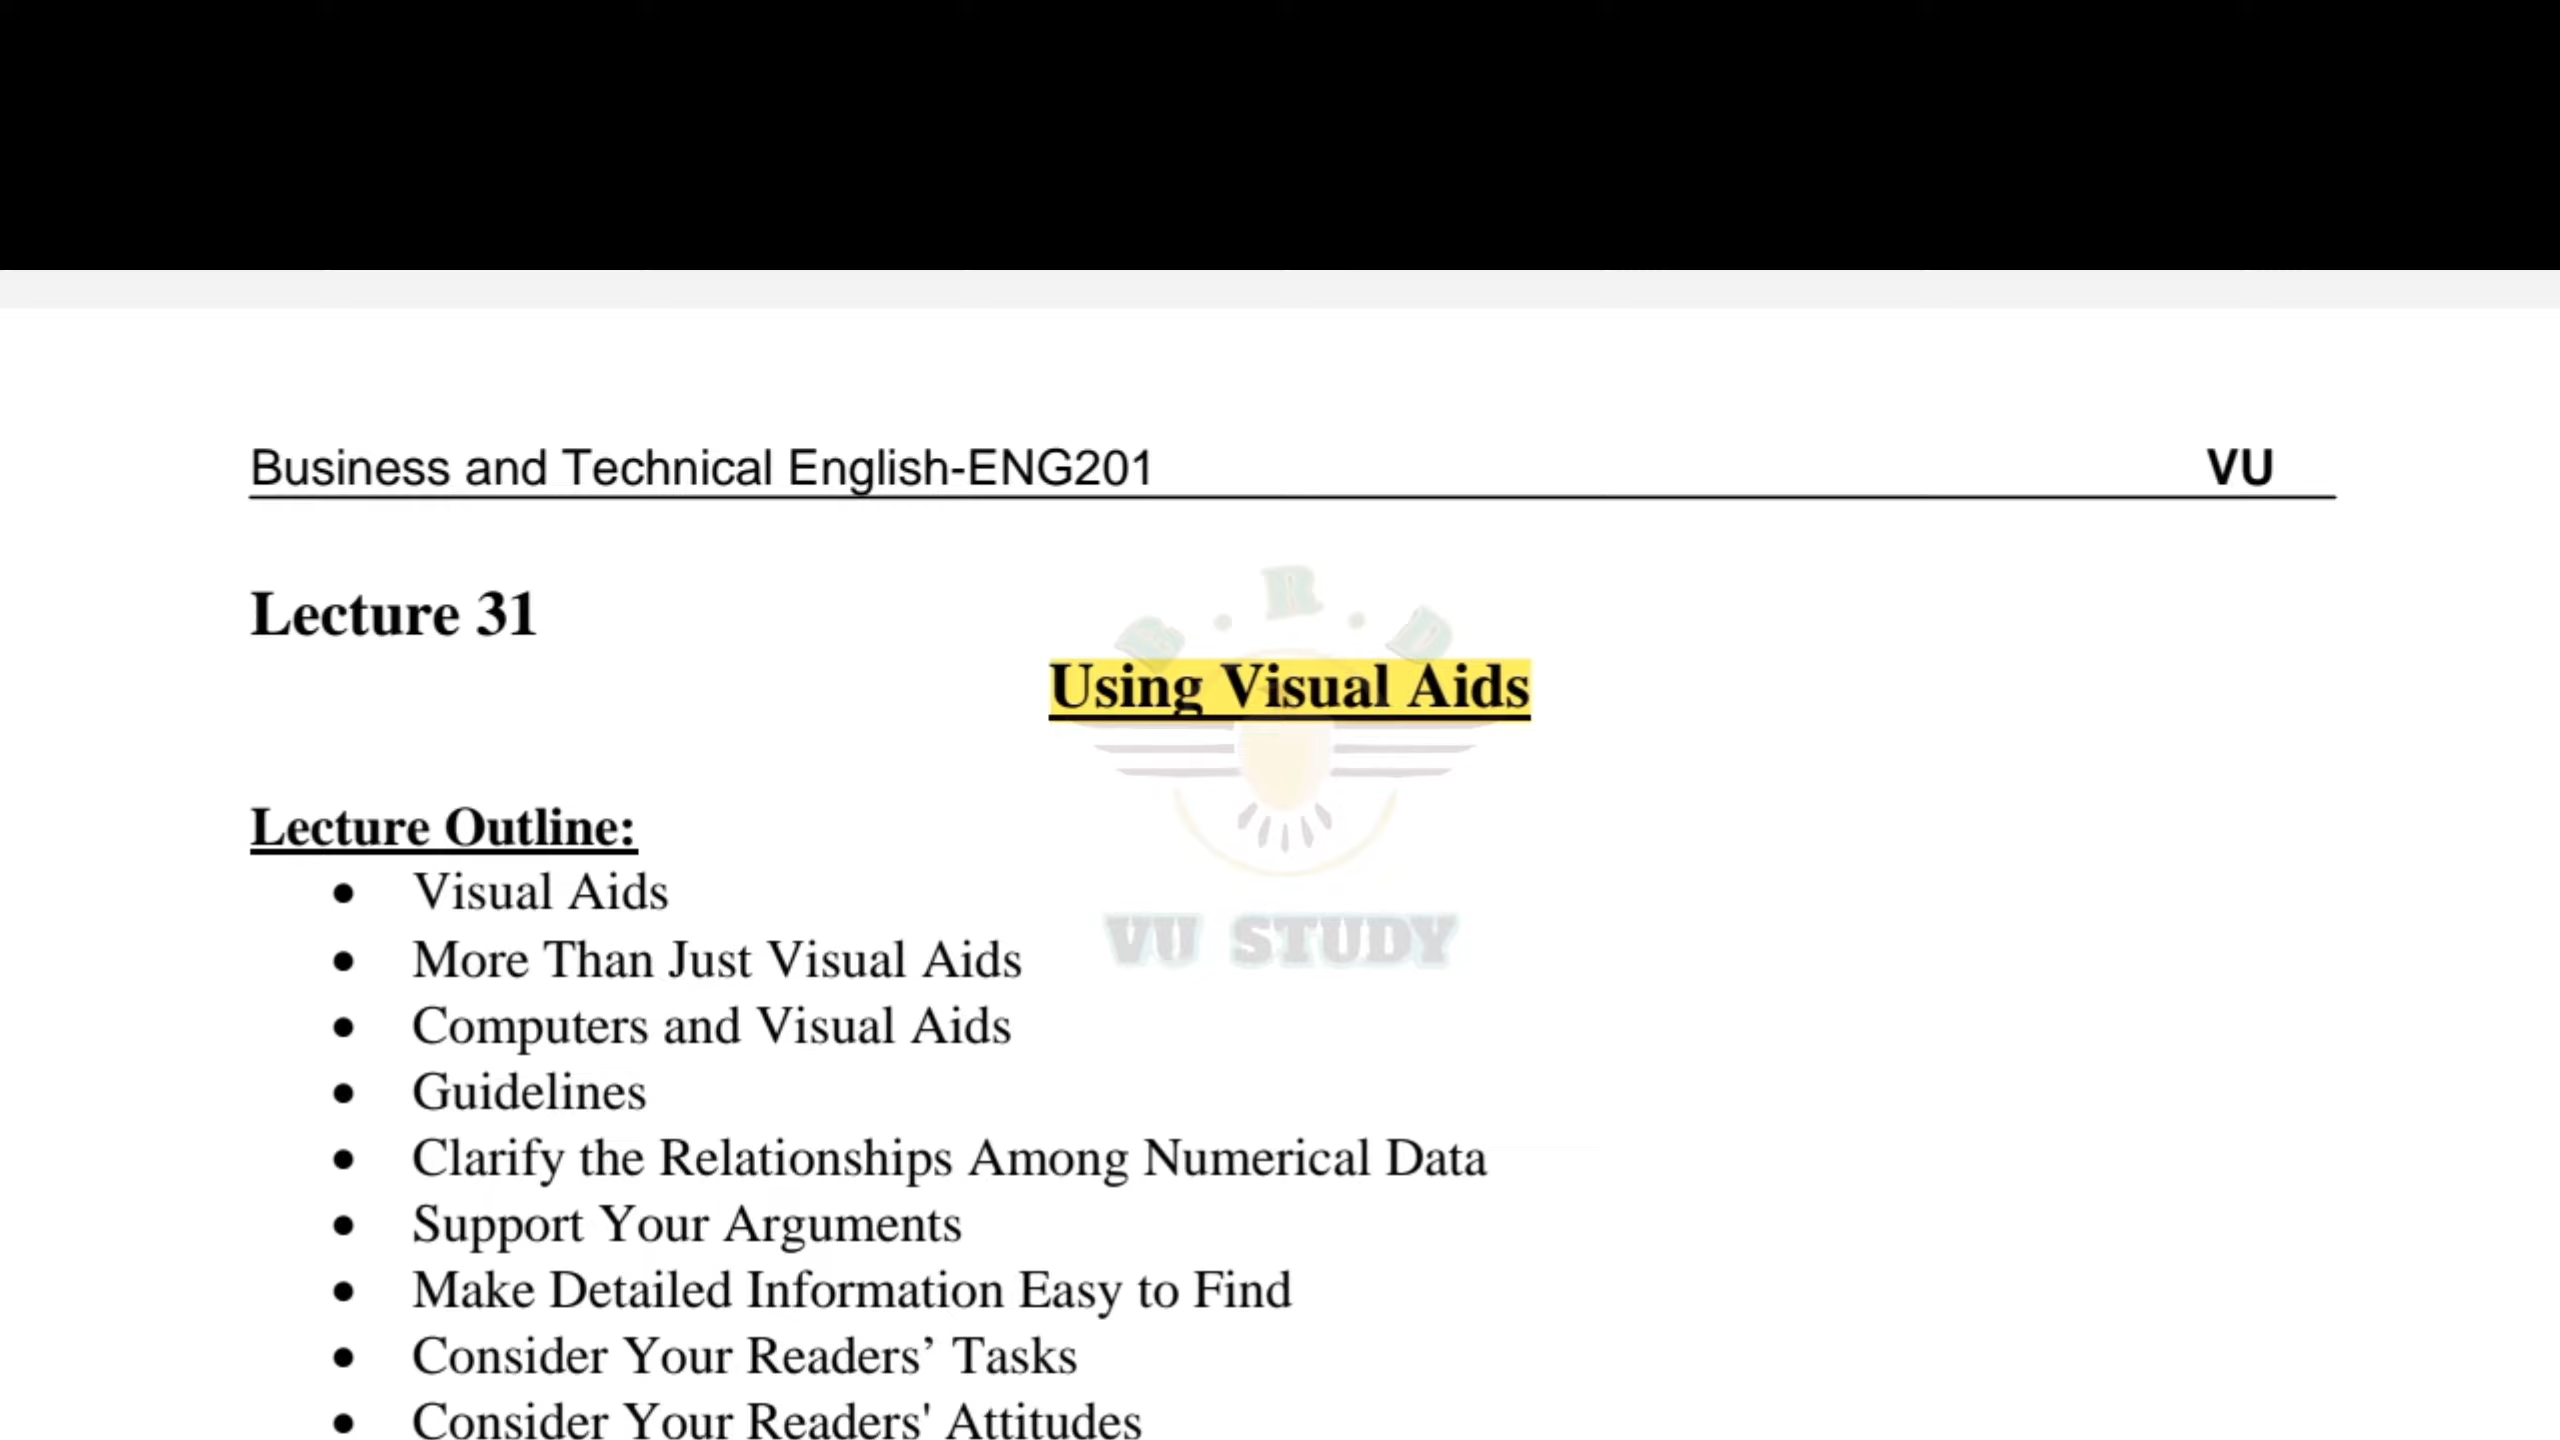 Business and Technical English-ENG201 VU
Lecture 31
B.R.D
Using Visual Aids
Lecture Outline:
• Visual Aids
• More Than Just Visual Aids
VU STUDY
• Computers and Visual Aids
• Guidelines
• Clarify the Relationships Among Numerical Data
• Support Your Arguments
• Make Detailed Information Easy to Find
• Consider Your Readers’ Tasks
• Consider Your Readers' Attitudes